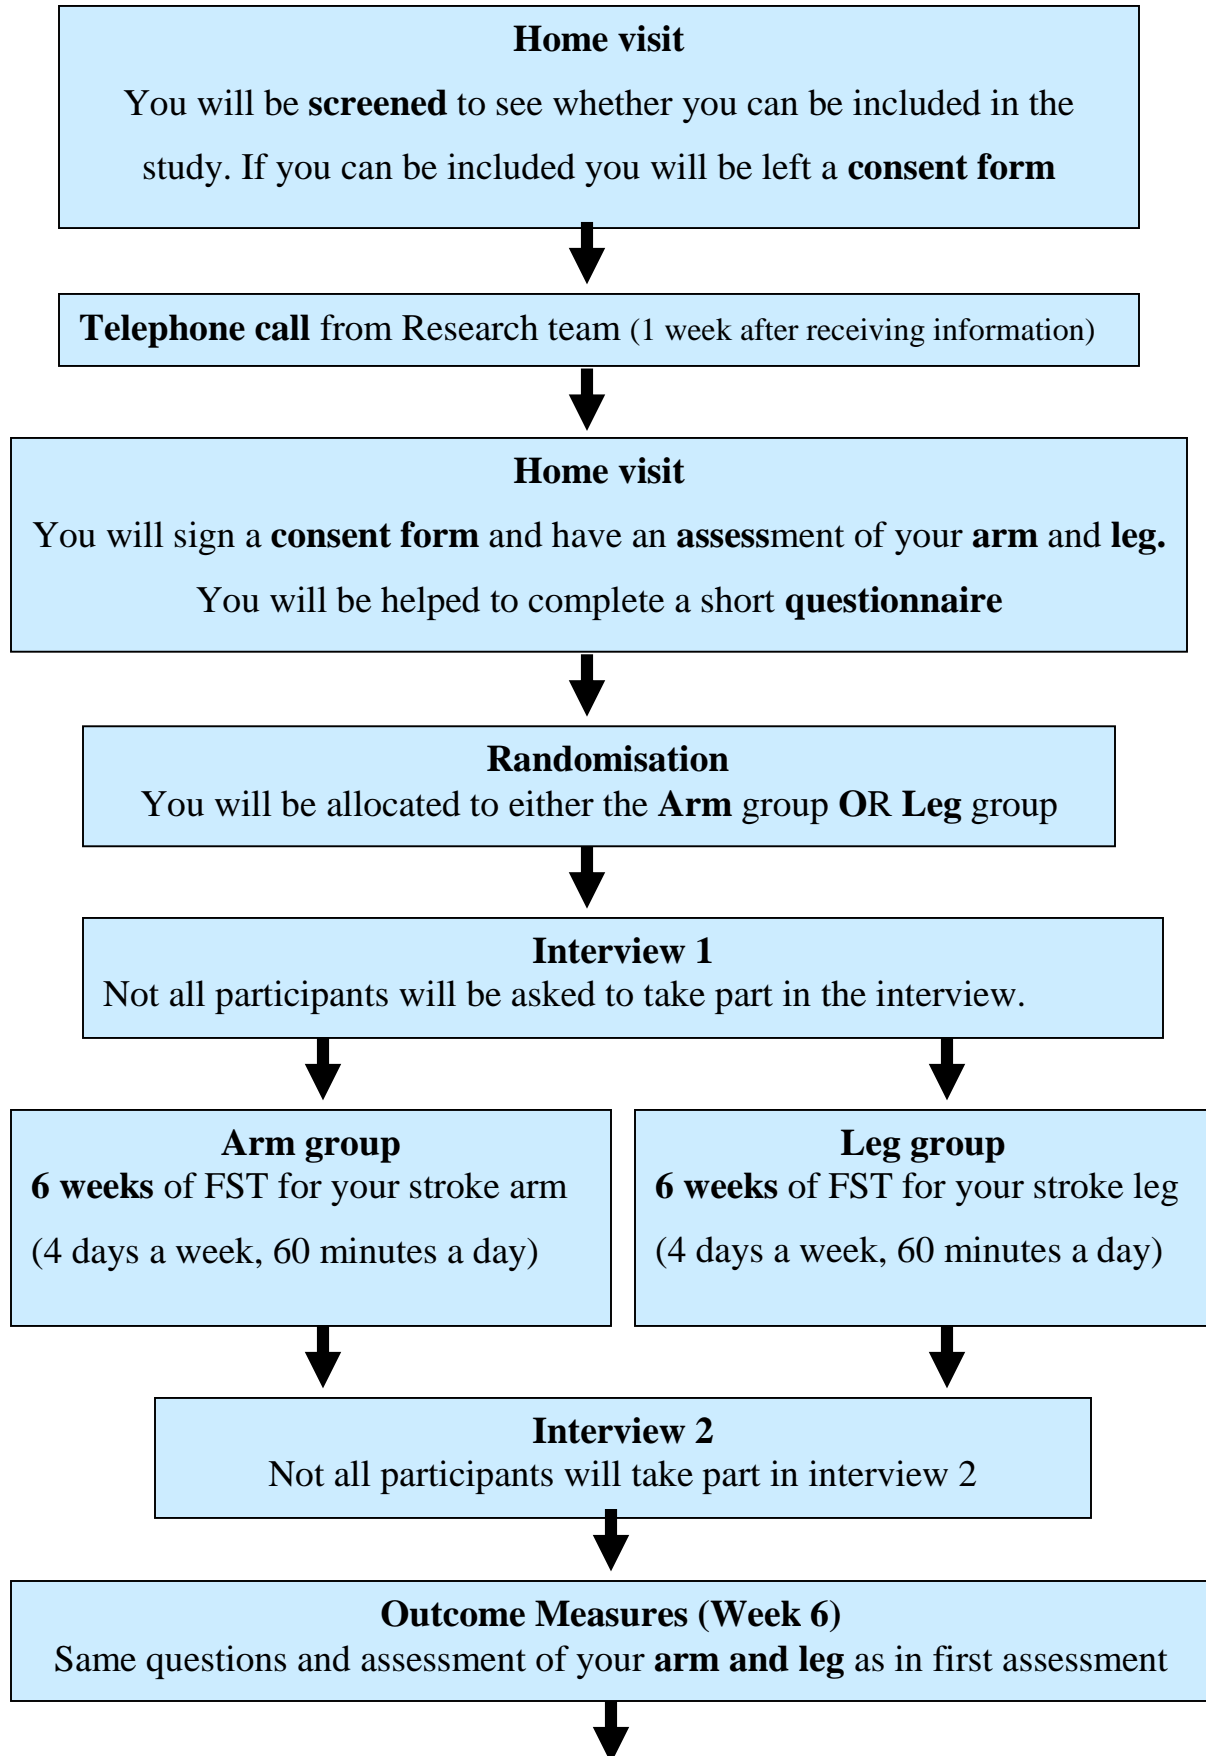 Home visit
You will be screened to see whether you can be included in the
study. If you can be included you will be left a consent form
Telephone call from Research team (1 week after receiving information)
Home visit
You will sign a consent form and have an assessment of your arm and leg.
You will be helped to complete a short questionnaire
Randomisation
You will be allocated to either the Arm group OR Leg group
Interview 1
Not all participants will be asked to take part in the interview.
Arm group
6 weeks of FST for your stroke arm
(4 days a week, 60 minutes a day)
Leg group
6 weeks of FST for your stroke leg
(4 days a week, 60 minutes a day)
Interview 2
Not all participants will take part in interview 2
Outcome Measures (Week 6)
Same questions and assessment of your arm and leg as in first assessment